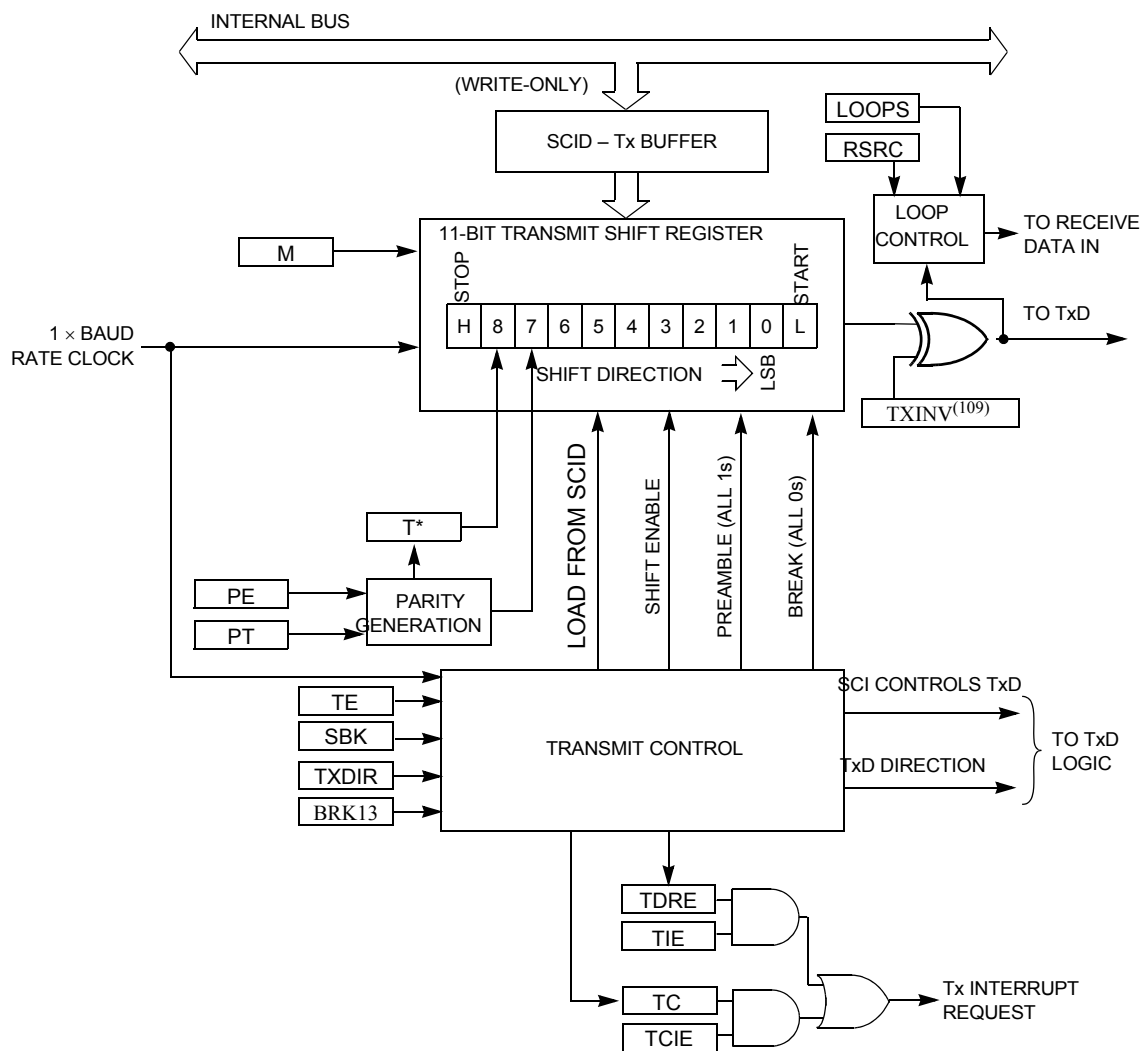 INTERNAL BUS
(WRITE-ONLY)
SCID – Tx BUFFER
LOOPS
RSRC
LOOP
CONTROL
TO RECEIVE
DATA IN
11-BIT TRANSMIT SHIFT REGISTER
M
STOP
START
H 8 7 6 5 4 3 2 1 0 L
1 × BAUD
RATE CLOCK
SHIFT DIRECTION
LSB
TO TxD
TXINV(109)
LOAD FROM SCID
SHIFT ENABLE
PREAMBLE (ALL 1s)
BREAK (ALL 0s)
T*
PE
PT
PARITY
GENERATION
TE
SBK
TXDIR
BRK13
TRANSMIT CONTROL
SCI CONTROLS TxD
TxD DIRECTION
TO TxD
LOGIC
TDRE
TIE
TC
TCIE
Tx INTERRUPT
REQUEST